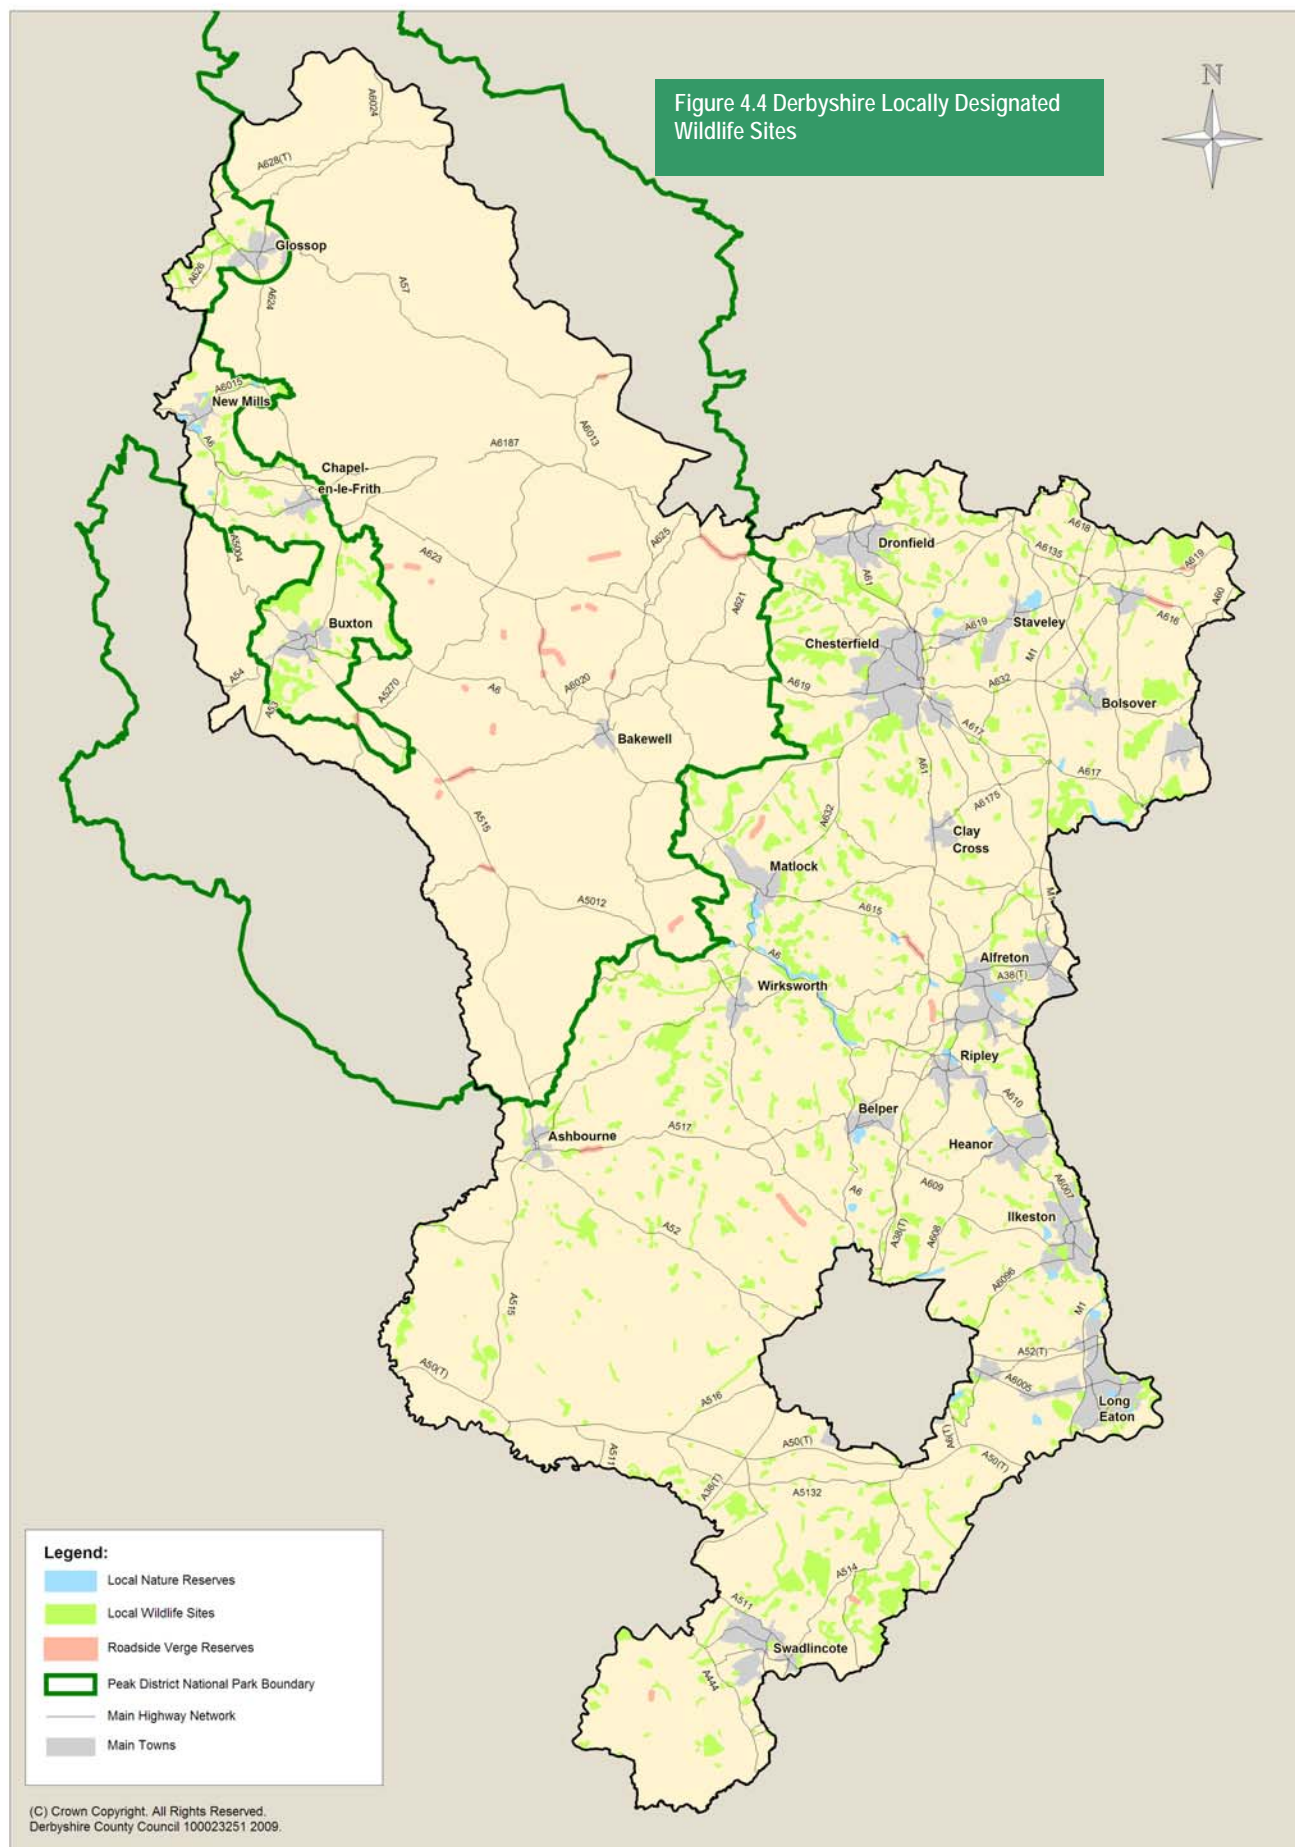 Figure 4.4 Derbyshire Locally Designated
Wildlife Sites
N
A6024
A628(T)
Glossop
A626
A57
A624
A6015
New Mills
A6013
A6187
A6
Chapel-
en-le-Frith
A618
Dronfield
A625
A6135
A5004
A623
A619
A61
A621
A60
A616
Buxton
Staveley
A619
Chesterfield
M1
A54
A5270
A6
A6020
A619
A632
Bolsover
A53
A617
Bakewell
A61
A617
A6175
A515
A632
Clay
Cross
Matlock
M1
A5012
A615
A6
Alfreton
A38(T)
Wirksworth
Ripley
A610
Belper
Ashbourne
A517
Heanor
A609
A6007
A6
Ilkeston
A52
A38(T)
A608
A6096
A515
M1
A52(T)
A50(T)
A6005
A516
Long
Eaton
A50(T)
A6(T)
A511
A50(T)
A38(T)
A5132
A514
A511
Swadlincote
A444
Legend:
Local Nature Reserves
Local Wildlife Sites
Roadside Verge Reserves
Peak District National Park Boundary
Main Highway Network
Main Towns
(C) Crown Copyright. All Rights Reserved.
Derbyshire County Council 100023251 2009.